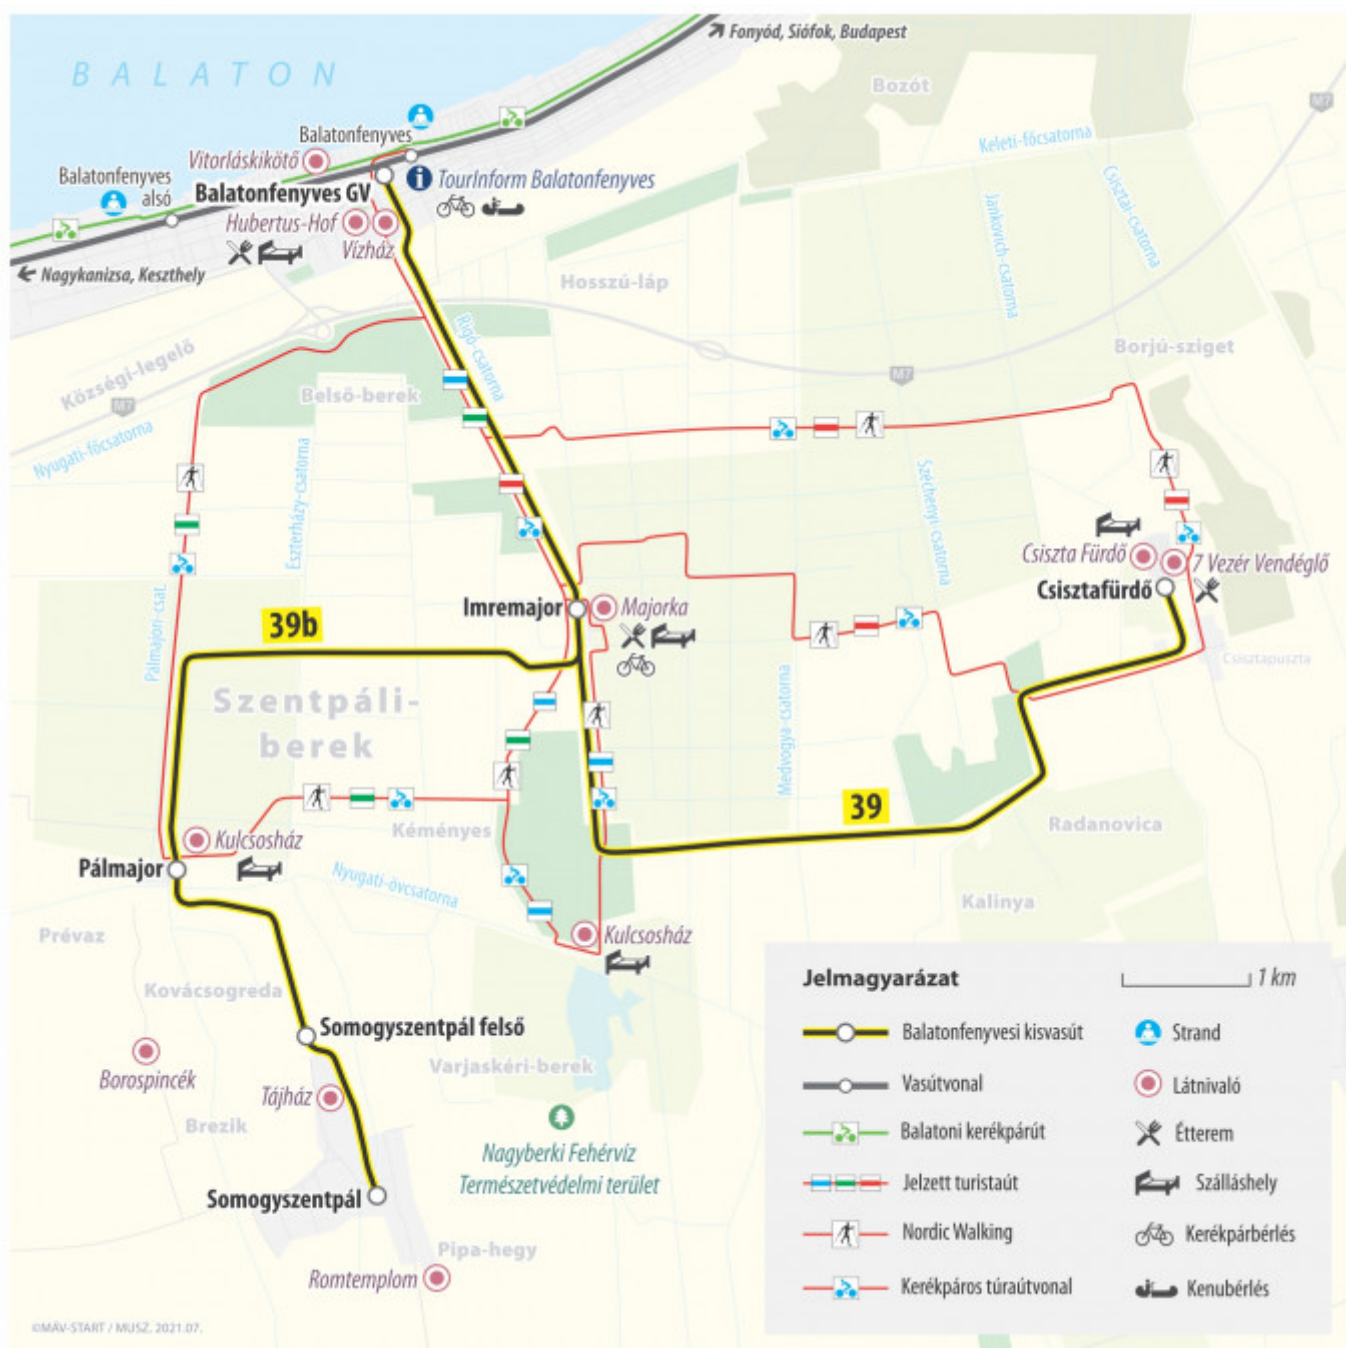 Fonyód, Siófok, Budapest
BALATON
Bozót
M7
Balatonfenyves
Keleti-főcsatorna
Vitorláskikötő
Balatonfenyves
alsó
Balatonfenyves GV
TourInform Balatonfenyves
Csisztai-csatorna
Jankovich-csatorna
Hubertus-Hof
Vízház
Nagykanizsa, Keszthely
Hosszú-láp
Rigó-csatorna
Borjú-sziget
Községi-legelő
M7
M7
Belső-berek
Nyugati-főcsatorna
Eszterházy-csatorna
Széchenyi-csatorna
Csiszta Fürdő
7 Vezér Vendéglő
Csisztafürdő
Imremajor
Majorka
39b
Pálmajori-csat.
Csisztapuszta
Szentpáli-
berek
Medvogya-csatorna
39
Kéményes
Radanovica
Kulcsosház
Pálmajor
Nyugati-övcsatorna
Kalinya
Prévaz
Kulcsosház
Kovácsogreda
Somogyszentpál felső
Varjaskéri-berek
Borospincék
Tájház
Brezik
Nagyberki Fehérvíz
Természetvédelmi terület
Somogyszentpál
Pipa-hegy
Romtemplom
Jelmagyarázat
1 km
Balatonfenyvesi kisvasút
Strand
Vasútvonal
Látnivaló
Balatoni kerékpárút
Étterem
Jelzett turistaút
Szálláshely
Nordic Walking
Kerékpárbérlés
Kerékpáros túraútvonal
Kenubérlés
©MÁV-START / MUSZ. 2021.07.